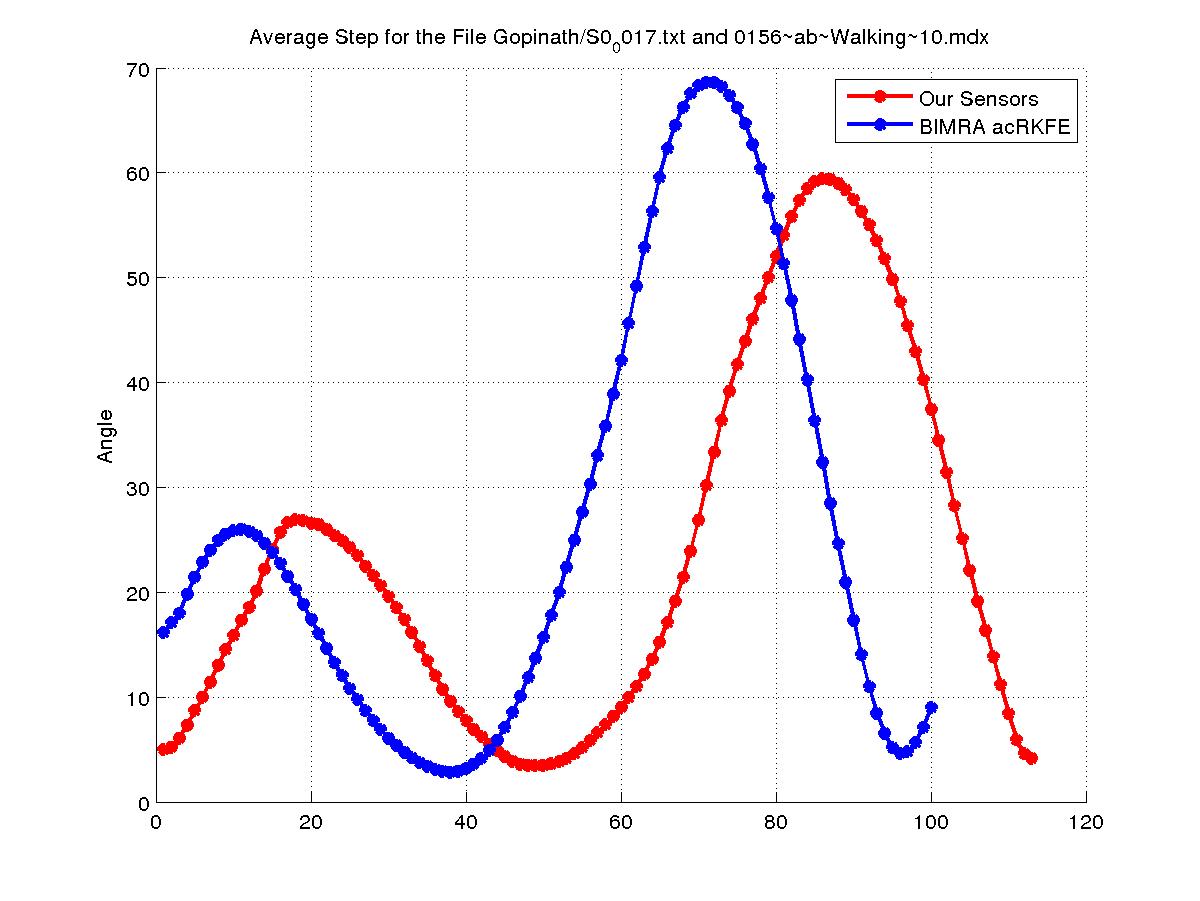 Average Step for the File Gopinath/S0₀017.txt and 0156~ab~Walking~10.mdx
70
60
50
40
30
20
10
0
Angle
Our Sensors
BIMRA acRKFE
0 20 40 60 80 100 120